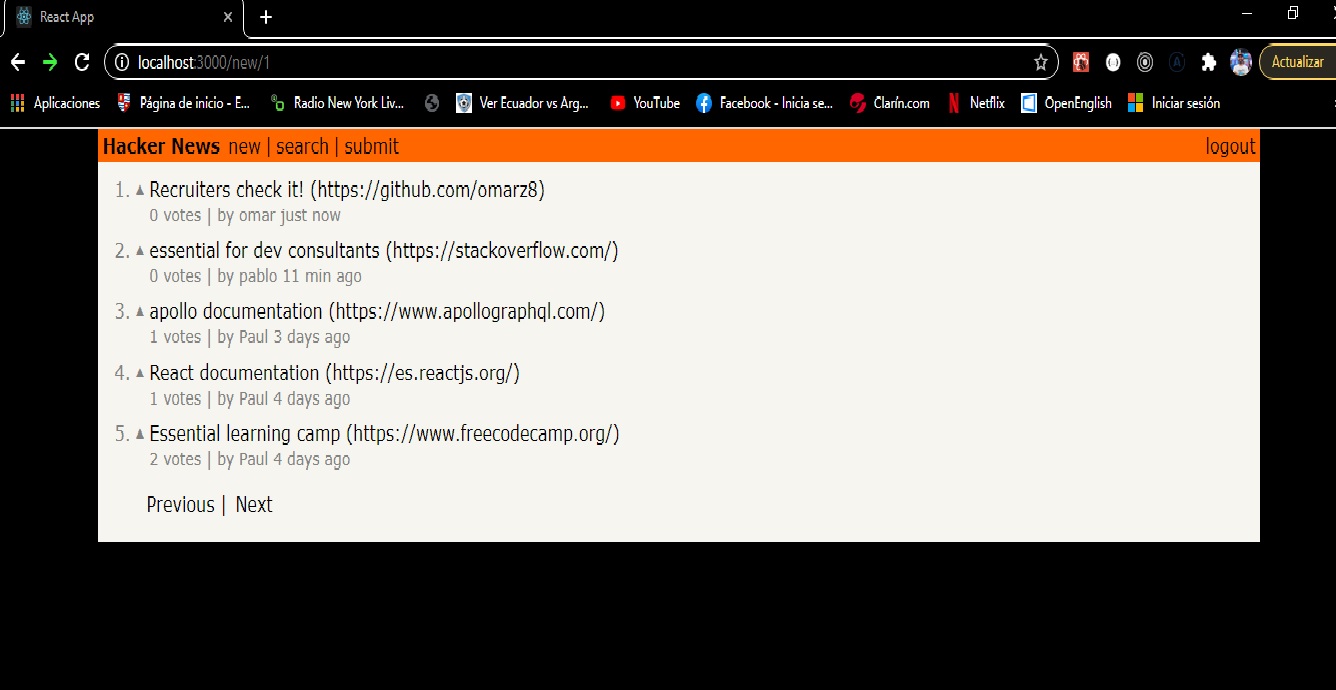 React App
localhost:3000/new/1
Actualizar
Aplicaciones Página de inicio - E... Radio New York Liv... Ver Ecuador vs Arg... YouTube Facebook - Inicia se... Clarín.com Netflix OpenEnglish Iniciar sesión
Hacker News new | search | submit logout
1. ▲ Recruiters check it! (https://github.com/omarz8)
0 votes | by omar just now
2. ▲ essential for dev consultants (https://stackoverflow.com/)
0 votes | by pablo 11 min ago
3. ▲ apollo documentation (https://www.apollographql.com/)
1 votes | by Paul 3 days ago
4. ▲ React documentation (https://es.reactjs.org/)
1 votes | by Paul 4 days ago
5. ▲ Essential learning camp (https://www.freecodecamp.org/)
2 votes | by Paul 4 days ago
Previous | Next